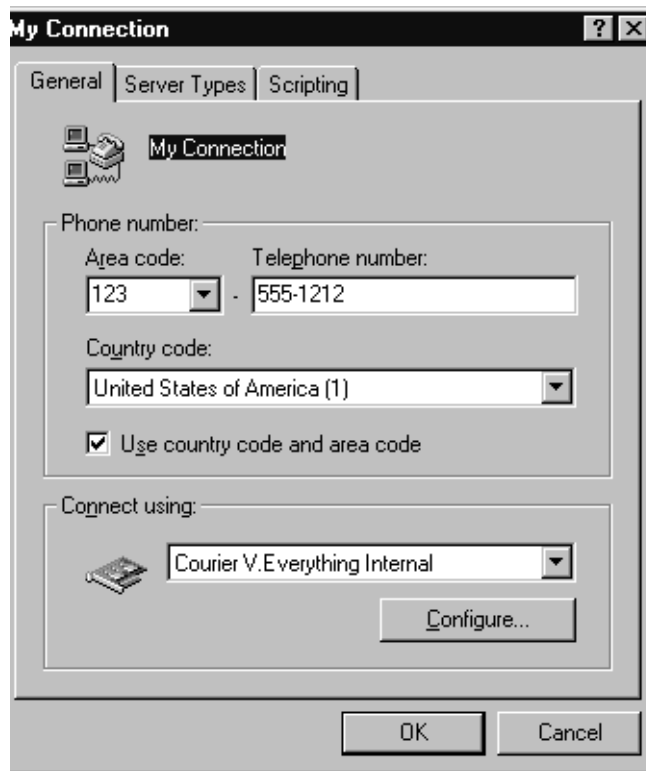 My Connection
General Server Types Scripting
My Connection
Phone number:
Area code: Telephone number:
123 - 555-1212
Country code:
United States of America (1)
Use country code and area code
Connect using:
Courier V.Everything Internal
Configure...
OK Cancel